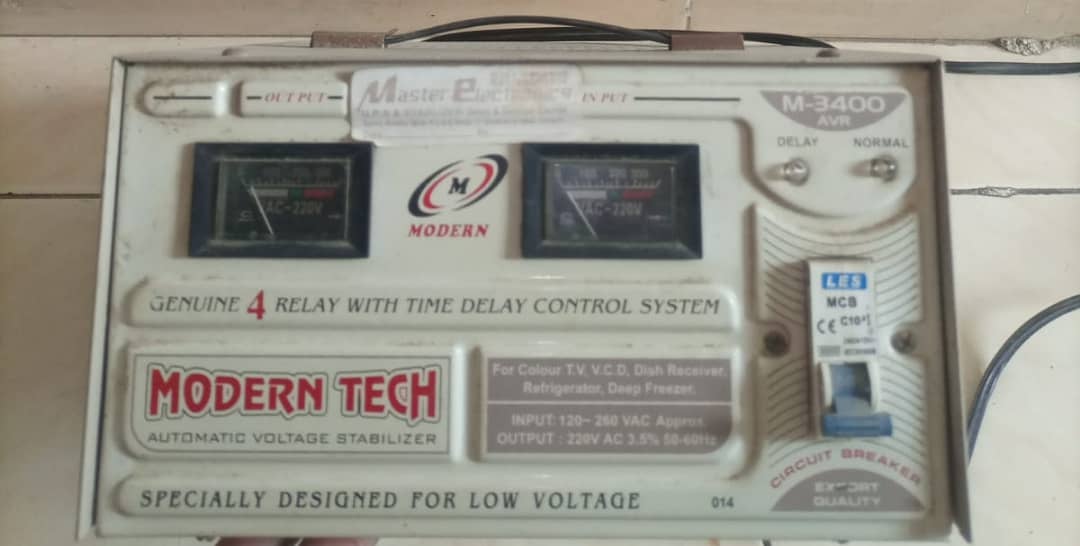 OUT PUT
Master Electronics
IN PUT
M-3400
AVR
DELAY
NORMAL
AC-220V
M
MODERN
AC-220V
LES
MCB
CE C10
GENUINE 4 RELAY WITH TIME DELAY CONTROL SYSTEM
MODERN TECH
AUTOMATIC VOLTAGE STABILIZER
For Colour T.V, V.C.D, Dish Receiver,
Refrigerator, Deep Freezer.
INPUT: 120~ 260 VAC Approx.
OUTPUT : 220V AC 3.5% 50-60Hz
CIRCUIT BREAKER
EXPORT
QUALITY
SPECIALLY DESIGNED FOR LOW VOLTAGE
014